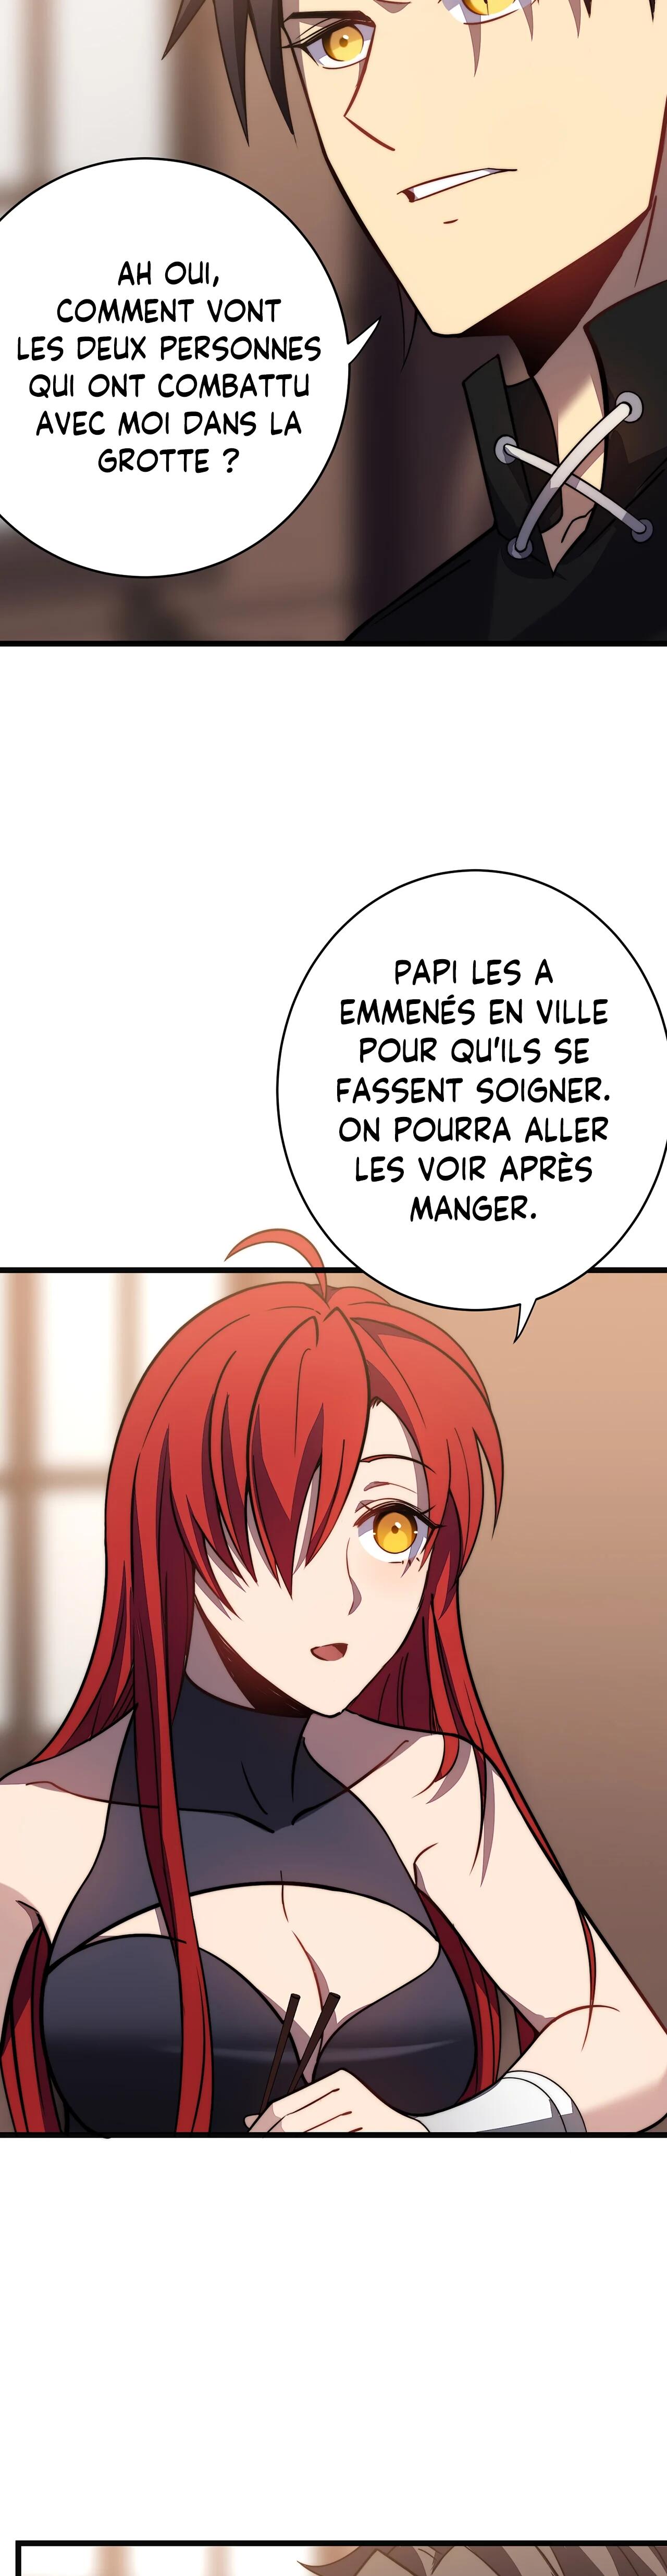 AH OUI,
COMMENT VONT
LES DEUX PERSONNES
QUI ONT COMBATTU
AVEC MOI DANS LA
GROTTE ?
PAPI LES A
EMMENÉS EN VILLE
POUR QU'ILS SE
FASSENT SOIGNER.
ON POURRA ALLER
LES VOIR APRÈS
MANGER.